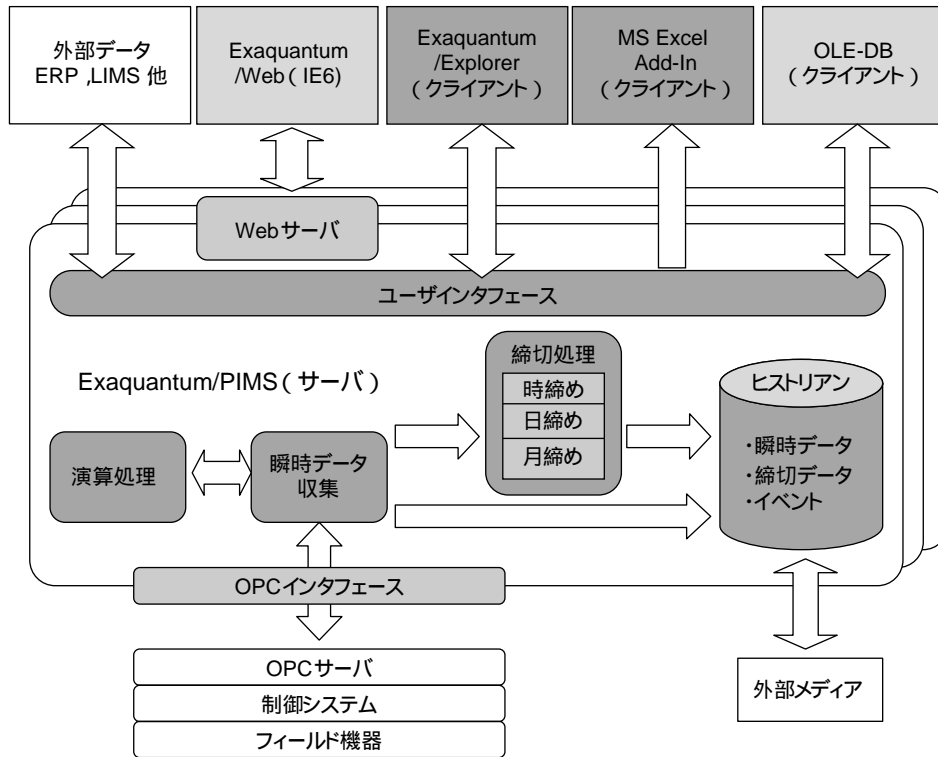 外部データ
ERP ,LIMS 他
Exaquantum
/Web( IE6)
Exaquantum
/Explorer
( クライアント )
MS Excel
Add-In
( クライアント )
OLE-DB
( クライアント )
Webサーバ
ユーザインタフェース
Exaquantum/PIMS( サーバ )
締切処理
時締め
日締め
月締め
ヒストリアン
・瞬時データ
・締切データ
・イベント
演算処理
瞬時データ
収集
OPCインタフェース
OPCサーバ
制御システム
フィールド機器
外部メディア